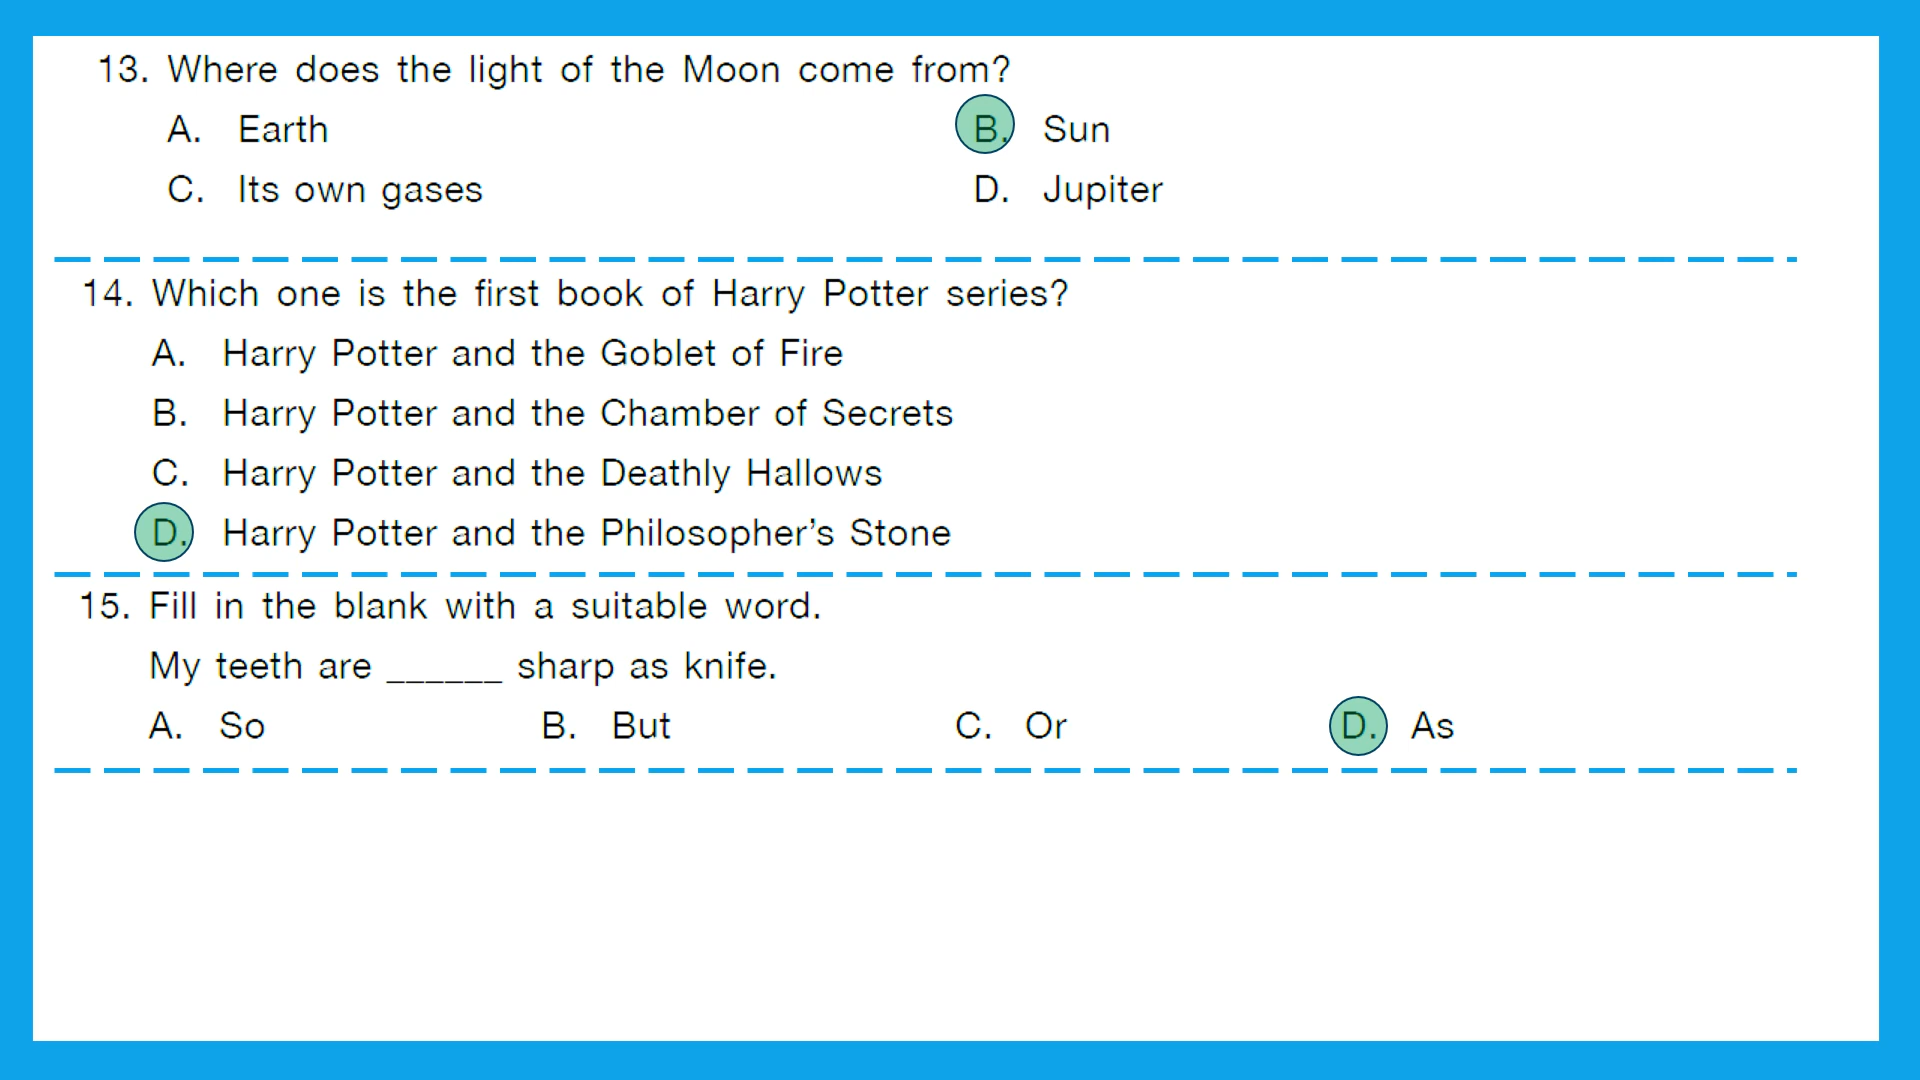 13. Where does the light of the Moon come from?
A. Earth B. Sun
C. Its own gases D. Jupiter
14. Which one is the first book of Harry Potter series?
A. Harry Potter and the Goblet of Fire
B. Harry Potter and the Chamber of Secrets
C. Harry Potter and the Deathly Hallows
D. Harry Potter and the Philosopher’s Stone
15. Fill in the blank with a suitable word.
My teeth are ______ sharp as knife.
A. So B. But C. Or D. As